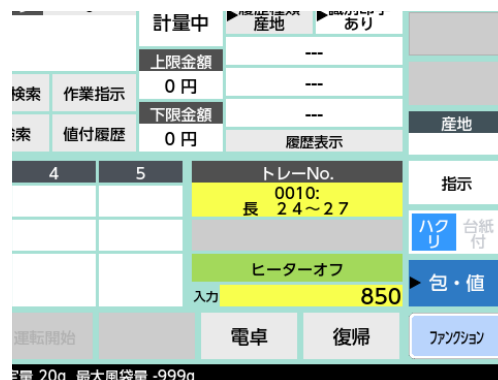 計量中
産地
あり
---
上限金額
0 円
---
検索
作業指示
下限金額
---
産地
索
値付履歴
0 円
履歴表示
4
5
トレーNo.
0010:
長 24～27
指示
ハクリ
台紙付
ヒーターオフ
包・値
入力
850
運転開始
電卓
復帰
ファンクション
量 20g 最大風袋量 -999g